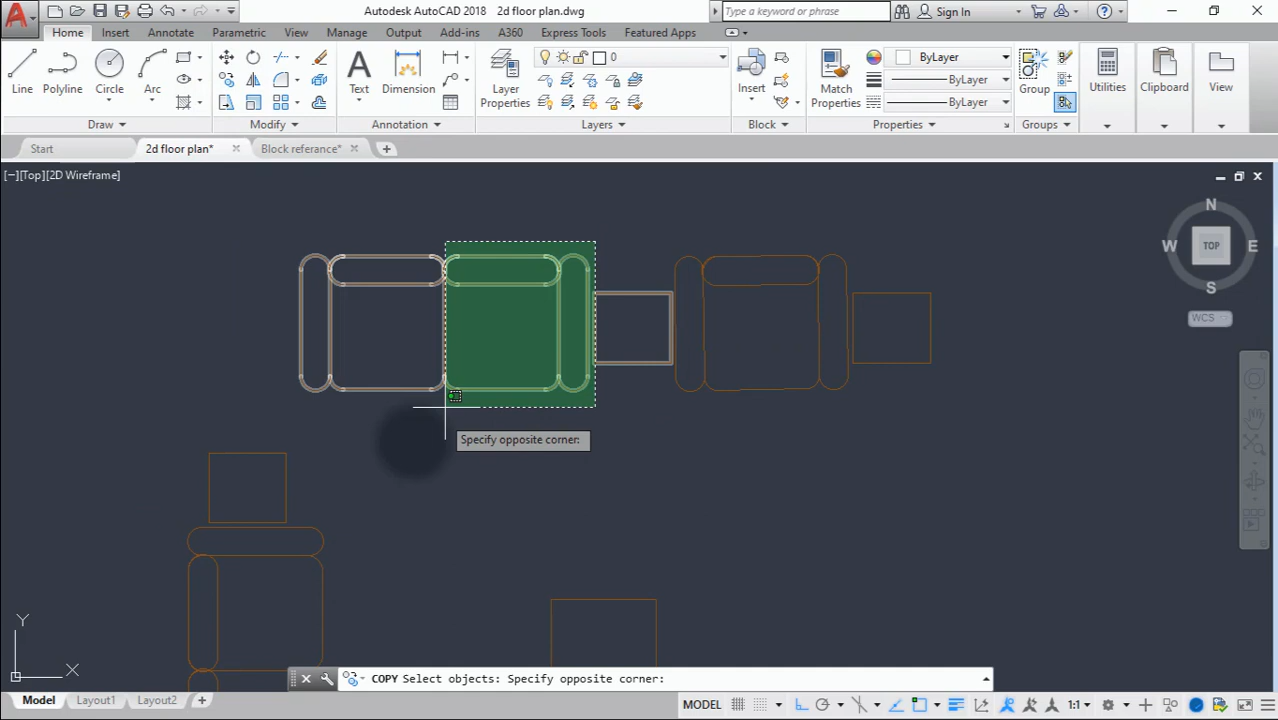 Autodesk AutoCAD 2018 2d floor plan.dwg
Type a keyword or phrase
Sign In
Home Insert Annotate Parametric View Manage Output Add-ins A360 Express Tools Featured Apps
0
ByLayer
ByLayer
ByLayer
Line Polyline Circle Arc
Text Dimension
Layer Properties
Insert
Match Properties
Group
Utilities
Clipboard
View
Draw Modify Annotation Layers Block Properties Groups
Start 2d floor plan* Block referance*
[−][Top][2D Wireframe]
N
W TOP E
S
WCS
Specify opposite corner:
Y
X
COPY Select objects: Specify opposite corner:
Model Layout1 Layout2
MODEL 1:1